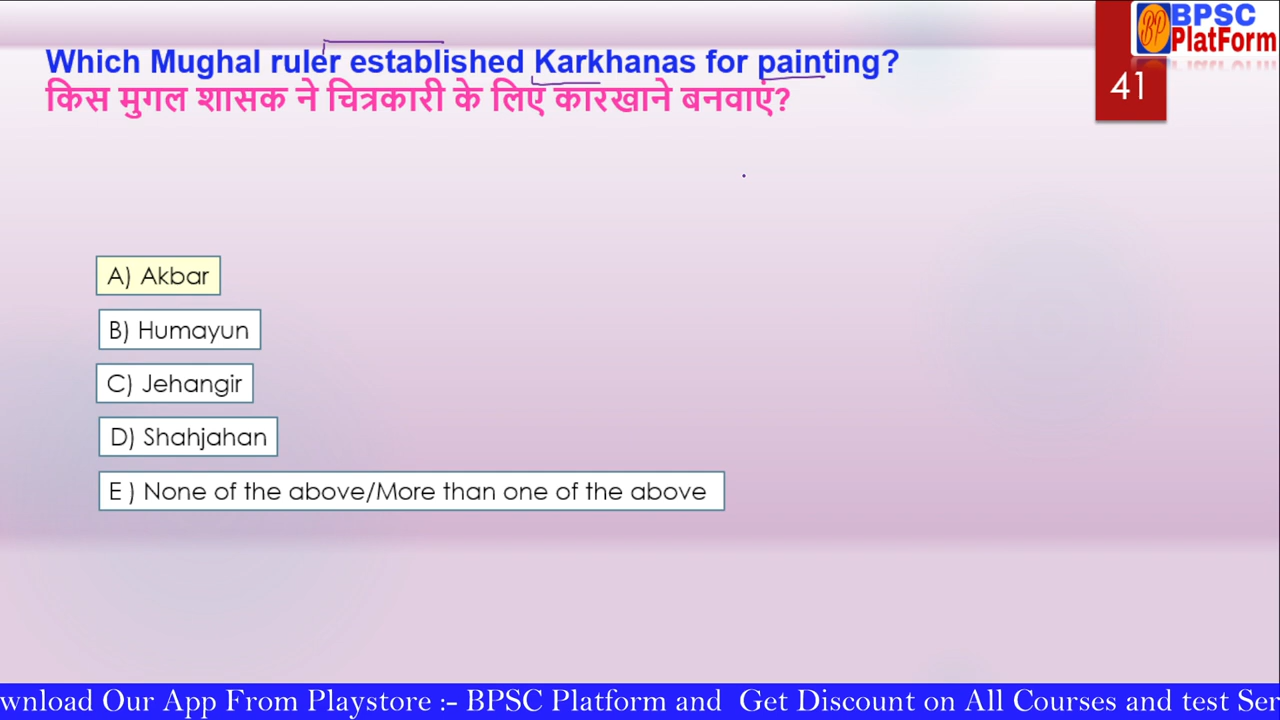 BPSC
PlatForm
41
Which Mughal ruler established Karkhanas for painting?
किस मुगल शासक ने चित्रकारी के लिए कारखाने बनवाएं?
A) Akbar
B) Humayun
C) Jehangir
D) Shahjahan
E ) None of the above/More than one of the above
wnload Our App From Playstore :- BPSC Platform and Get Discount on All Courses and test Ser